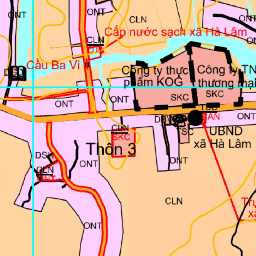 CLN
CLN
Cấp nước sạch xã Hà Lâm
Cầu Ba Vì
Công ty thực
phẩm KOG
Công ty TN
thương mại
ONT
ONT
ONT
SKC
SKC
ONT
CLN
SKC
UBND
xã Hà Lâm
Thôn 3
ONT
ONT
CLN
ONT
CLN
ONT